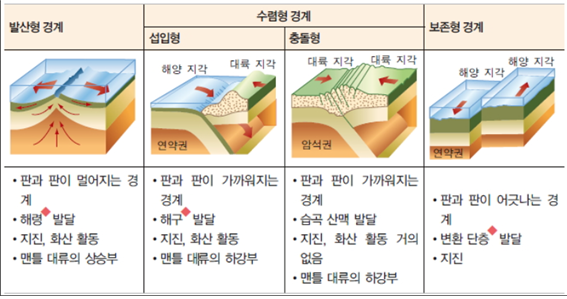 발산형 경계
수렴형 경계
보존형 경계
섭입형
충돌형
해양 지각
대륙 지각
연약권
대륙 지각
대륙 지각
암석권
해양 지각
해양 지각
연약권
• 판과 판이 멀어지는 경
계
• 해령 발달
• 지진, 화산 활동
• 맨틀 대류의 상승부
• 판과 판이 가까워지는
경계
• 해구 발달
• 지진, 화산 활동
• 맨틀 대류의 하강부
• 판과 판이 가까워지는
경계
• 습곡 산맥 발달
• 지진, 화산 활동 거의
없음
• 맨틀 대류의 하강부
• 판과 판이 어긋나는 경
계
• 변환 단층 발달
• 지진